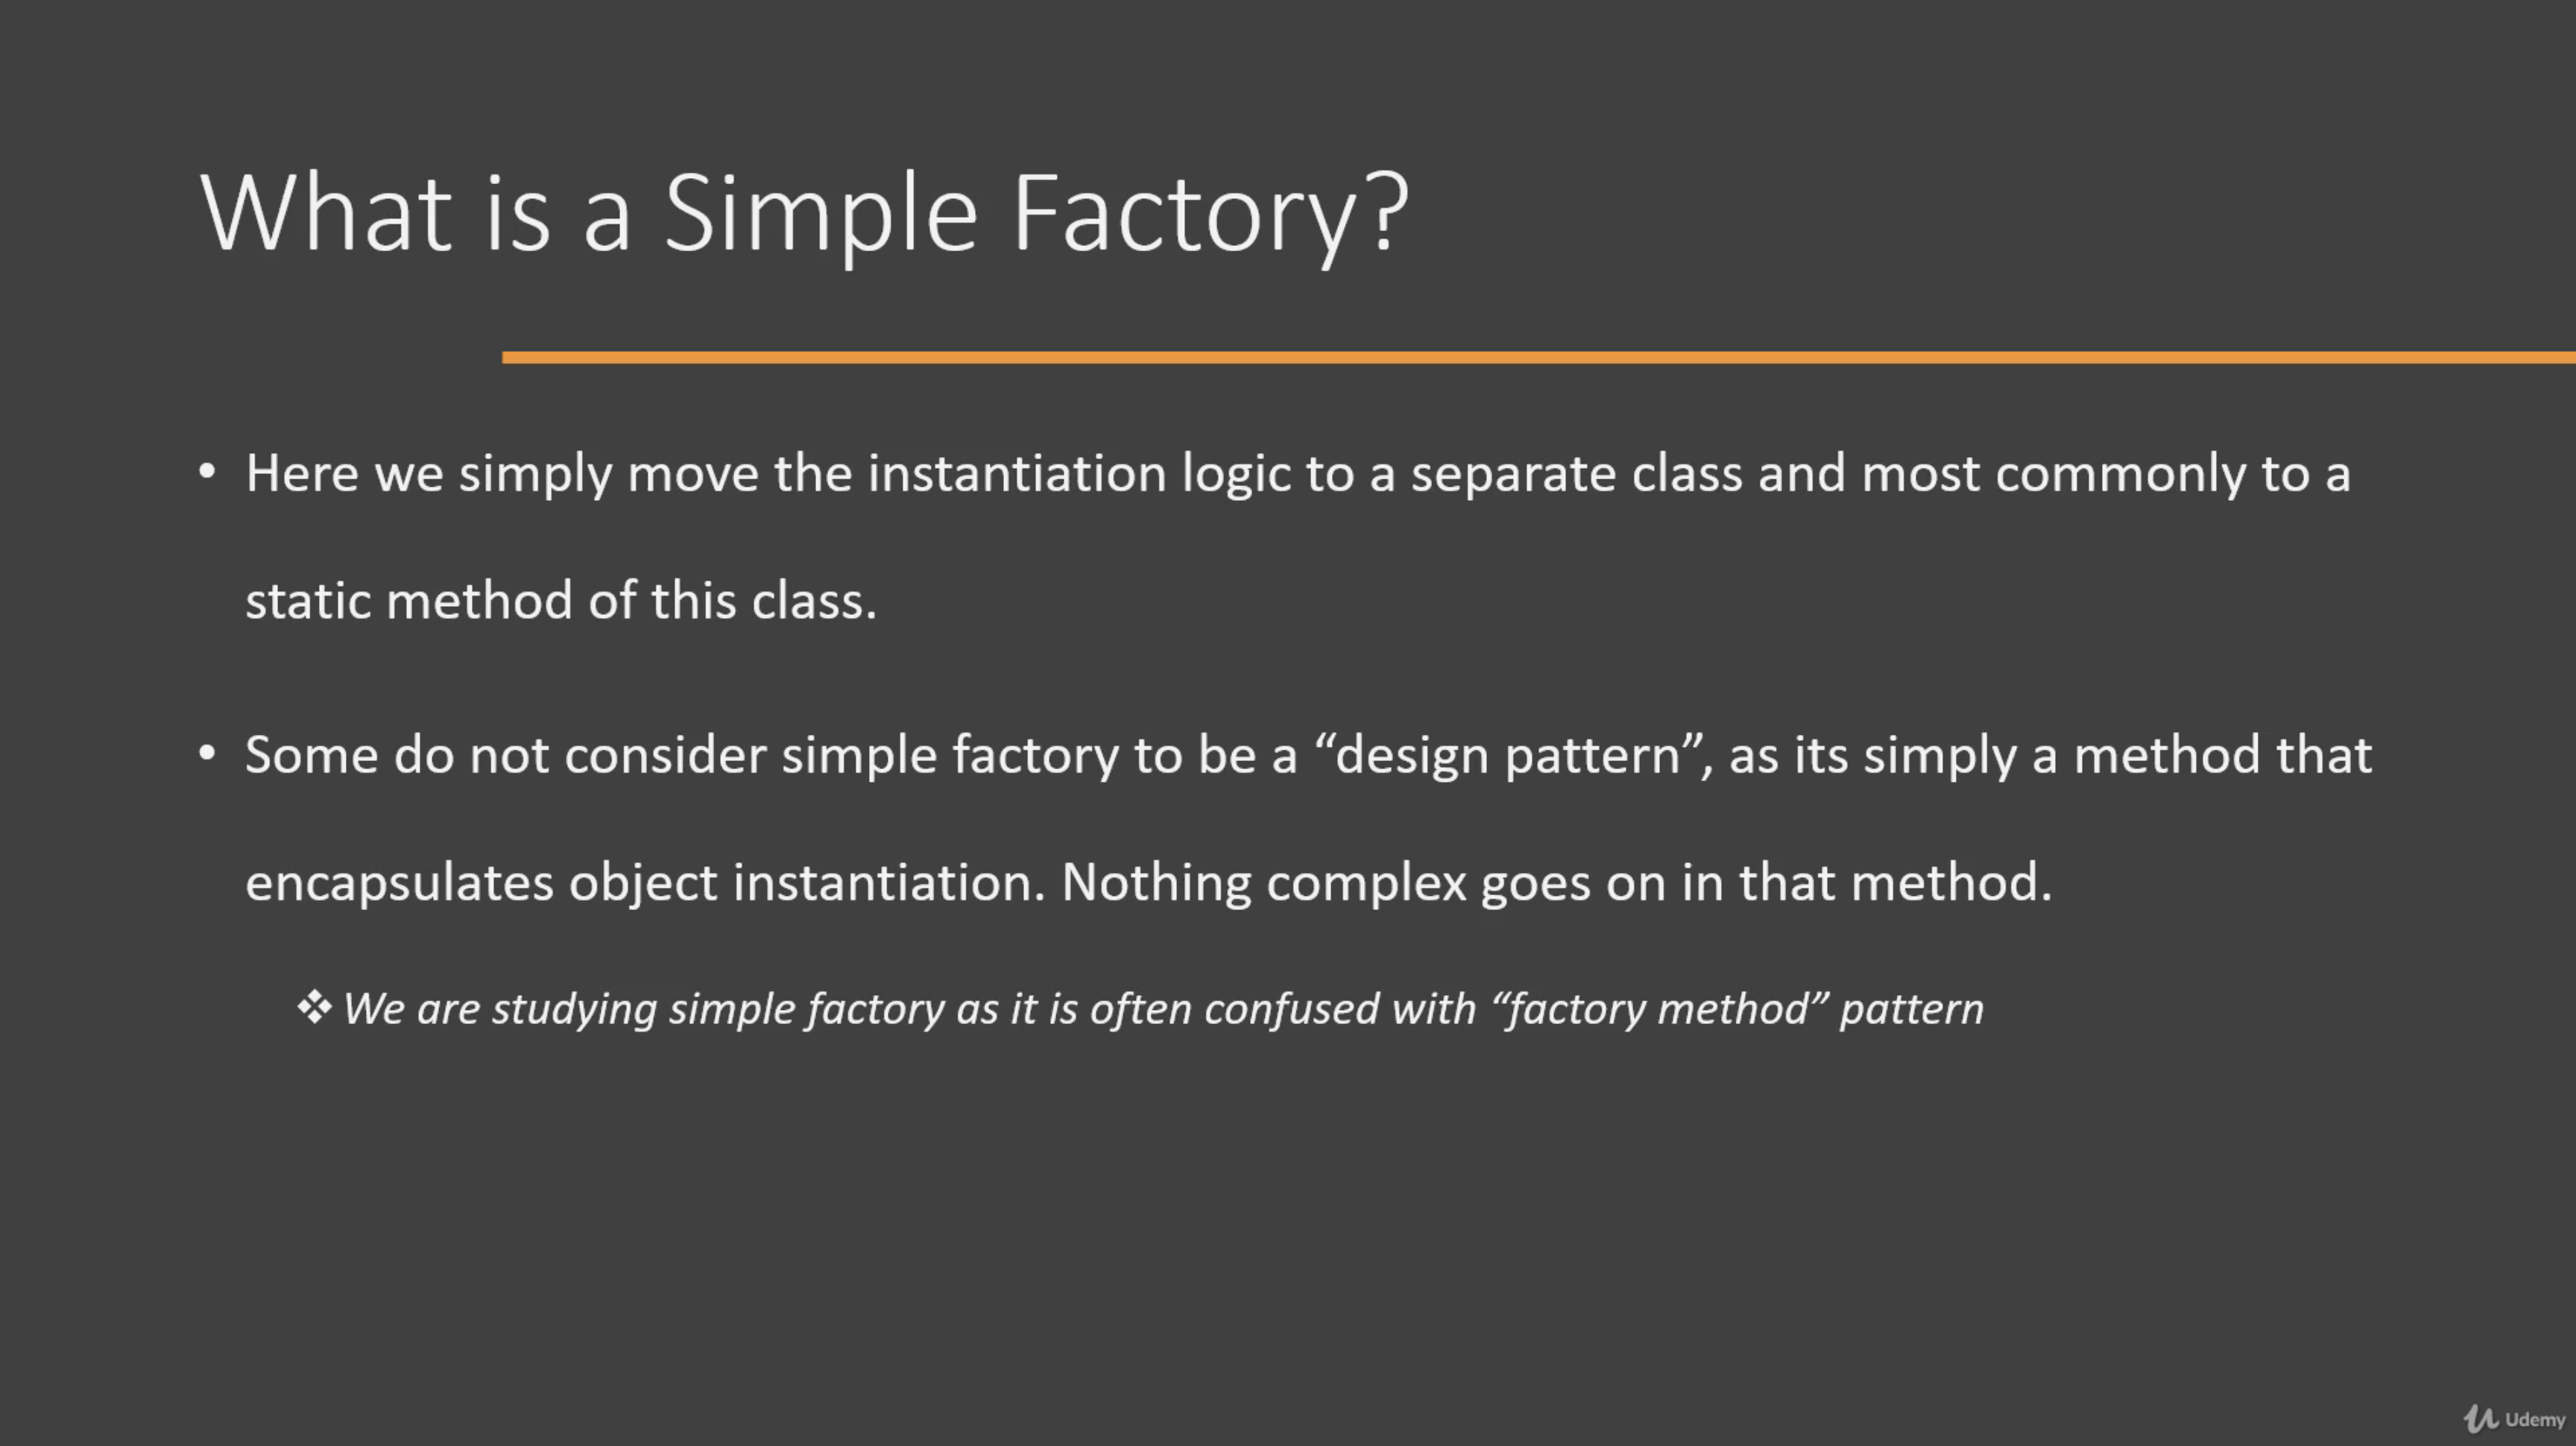 What is a Simple Factory?
• Here we simply move the instantiation logic to a separate class and most commonly to a
static method of this class.
• Some do not consider simple factory to be a “design pattern”, as its simply a method that
encapsulates object instantiation. Nothing complex goes on in that method.
❖ We are studying simple factory as it is often confused with “factory method” pattern
Udemy